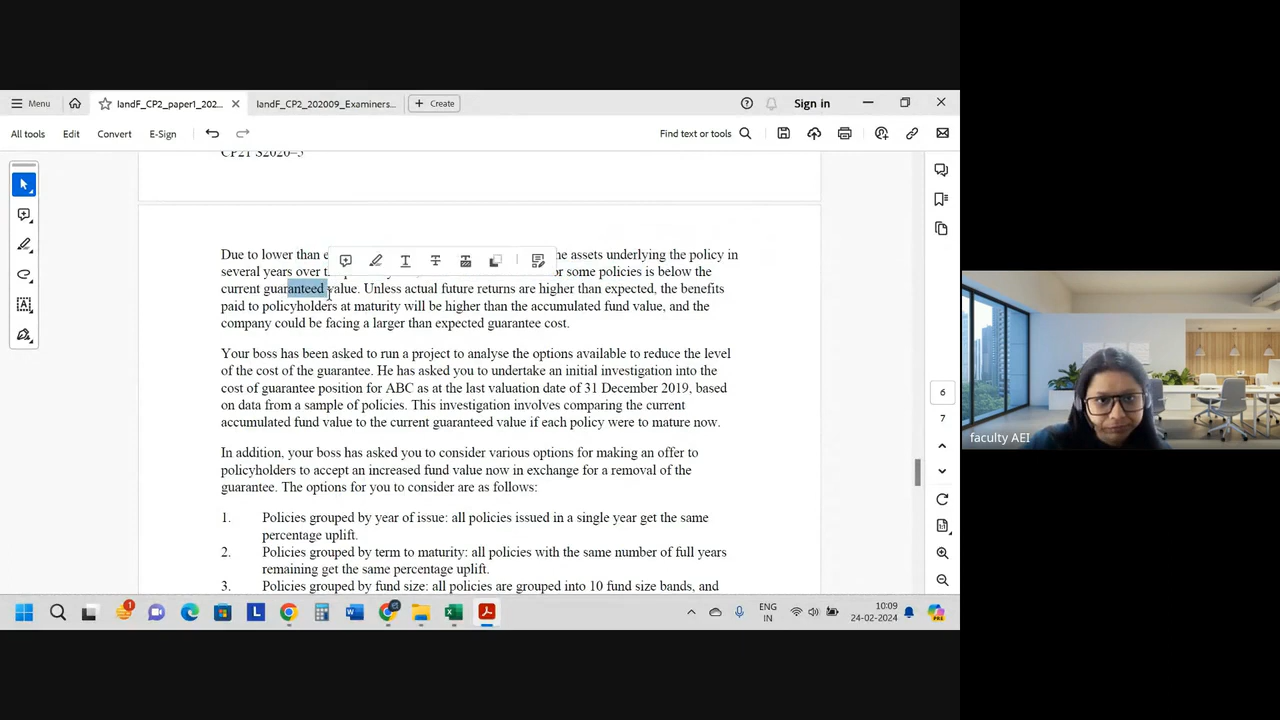 Menu
landF_CP2_paper1_202...
landF_CP2_202009_Examiners...
Create
Sign in
All tools
Edit
Convert
E-Sign
Find text or tools
Due to lower than e he assets underlying the policy in
several years over t or some policies is below the
current guaranteed value. Unless actual future returns are higher than expected, the benefits
paid to policyholders at maturity will be higher than the accumulated fund value, and the
company could be facing a larger than expected guarantee cost.
Your boss has been asked to run a project to analyse the options available to reduce the level
of the cost of the guarantee. He has asked you to undertake an initial investigation into the
cost of guarantee position for ABC as at the last valuation date of 31 December 2019, based
on data from a sample of policies. This investigation involves comparing the current
accumulated fund value to the current guaranteed value if each policy were to mature now.
In addition, your boss has asked you to consider various options for making an offer to
policyholders to accept an increased fund value now in exchange for a removal of the
guarantee. The options for you to consider are as follows:
1. Policies grouped by year of issue: all policies issued in a single year get the same
percentage uplift.
2. Policies grouped by term to maturity: all policies with the same number of full years
remaining get the same percentage uplift.
3. Policies grouped by fund size: all policies are grouped into 10 fund size bands, and
6
7
faculty AEI
ENG
IN
10:09
24-02-2024